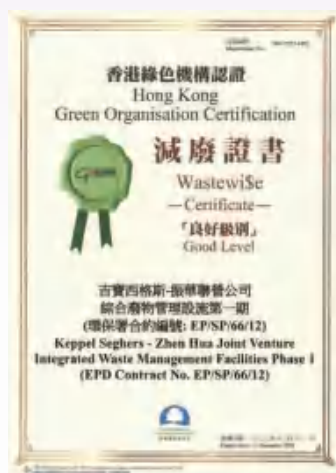 香港綠色機構認證
Hong Kong
Green Organisation Certification
減廢證書
Wastewi$e
—Certificate—
「良好級別」
Good Level
吉寶西格斯-振華聯營公司
綜合廢物管理設施第一期
(環保署合約編號: EP/SP/66/12)
Keppel Seghers - Zhen Hua Joint Venture
Integrated Waste Management Facilities Phase 1
(EPD Contract No. EP/SP/66/12)